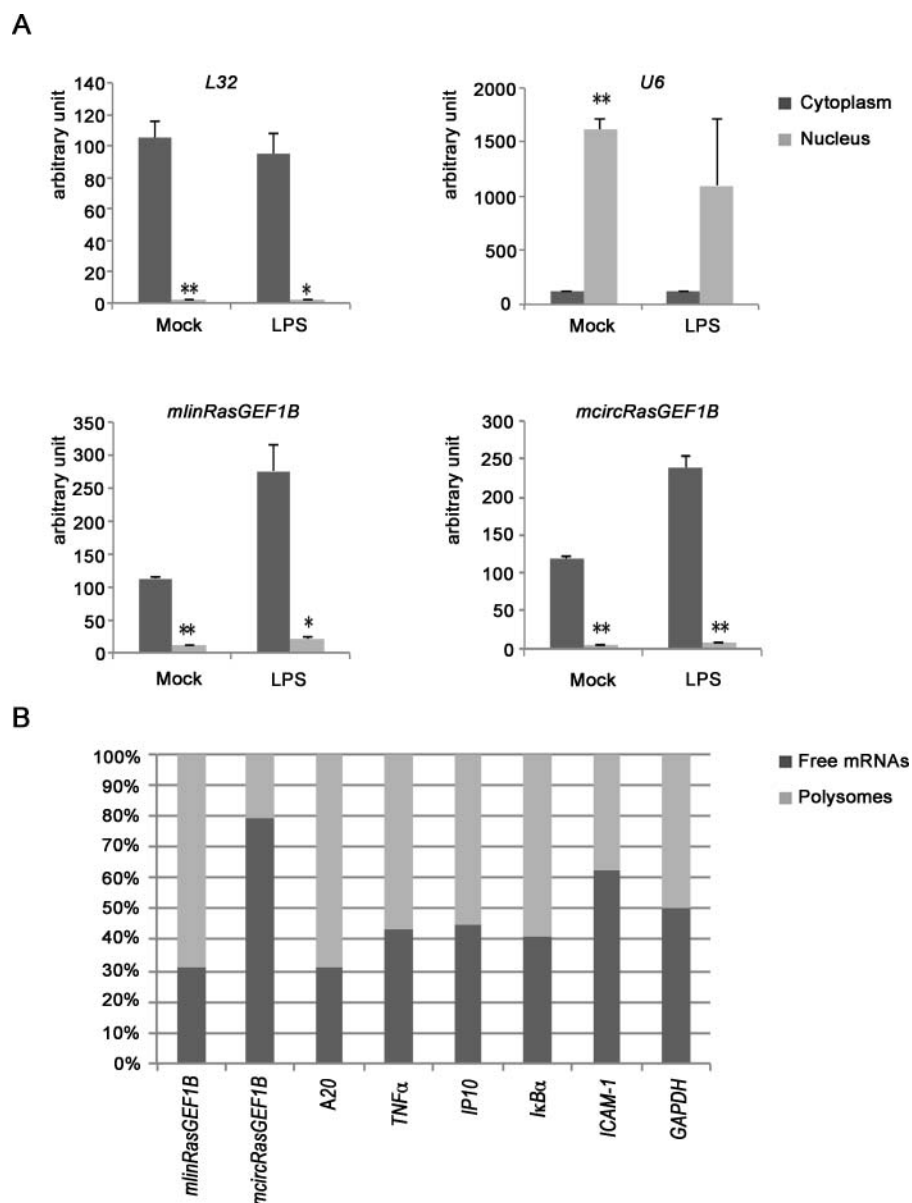 A
L32
arbitrary unit
140
120
100
80
60
40
20
0
**
*
Mock
LPS
U6
arbitrary unit
2000
1500
1000
500
0
**
Mock
LPS
Cytoplasm
Nucleus
mlinRasGEF1B
arbitrary unit
350
300
250
200
150
100
50
0
**
*
Mock
LPS
mcircRasGEF1B
arbitrary unit
300
250
200
150
100
50
0
**
**
Mock
LPS
B
100%
90%
80%
70%
60%
50%
40%
30%
20%
10%
0%
Free mRNAs
Polysomes
mlinRasGEF1B
mcircRasGEF1B
A20
TNFα
IP10
IκBα
ICAM-1
GAPDH